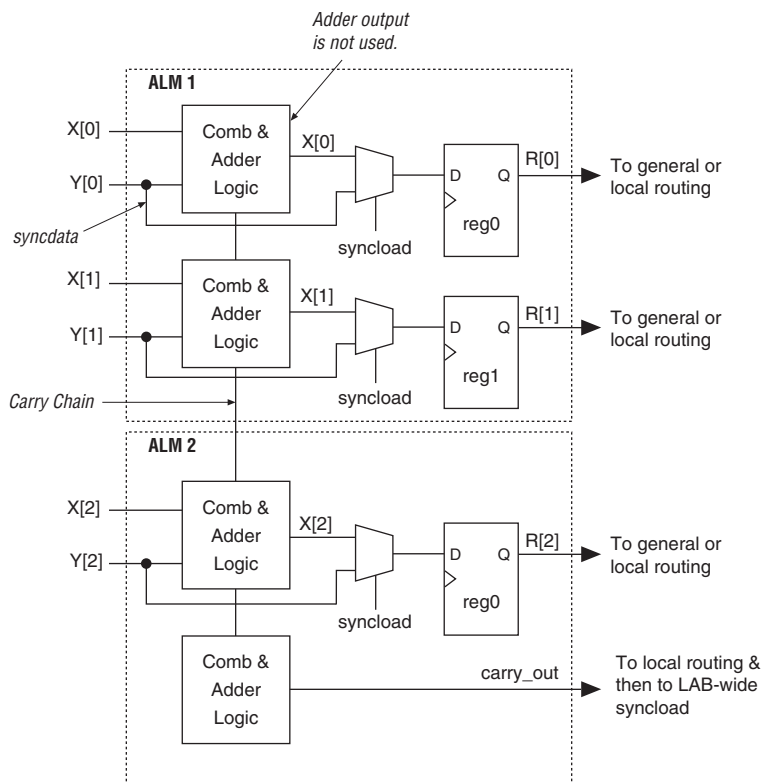 Adder output
is not used.
ALM 1
X[0]
Comb &
Adder
Logic
X[0]
Y[0]
syncdata
syncload
D
Q
reg0
R[0]
To general or
local routing
X[1]
Comb &
Adder
Logic
X[1]
Y[1]
syncload
D
Q
reg1
R[1]
To general or
local routing
Carry Chain
ALM 2
X[2]
Comb &
Adder
Logic
X[2]
Y[2]
syncload
D
Q
reg0
R[2]
To general or
local routing
Comb &
Adder
Logic
carry_out
To local routing &
then to LAB-wide
syncload